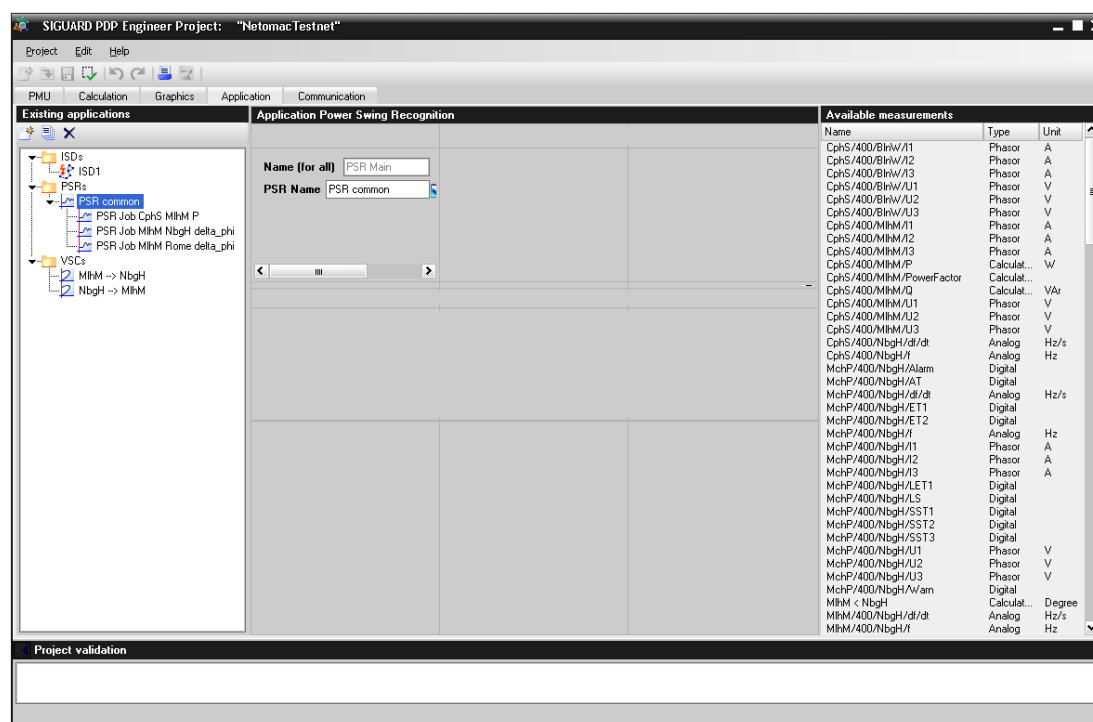 SIGUARD PDP Engineer Project: "NetomacTestnet"
Project Edit Help
PMU Calculation Graphics Application Communication
Existing applications
ISDs
ISD1
PSRs
PSR common
PSR Job CphS MlhM P
PSR Job MlhM NbgH delta_phi
PSR Job MlhM Rome delta_phi
VSCs
MlhM --> NbgH
NbgH --> MlhM
Application Power Swing Recognition
Name (for all) PSR Main
PSR Name PSR common
Available measurements
Name Type Unit
CphS/400/BlnW/I1 Phasor A
CphS/400/BlnW/I2 Phasor A
CphS/400/BlnW/I3 Phasor A
CphS/400/BlnW/U1 Phasor V
CphS/400/BlnW/U2 Phasor V
CphS/400/BlnW/U3 Phasor V
CphS/400/MlhM/I1 Phasor A
CphS/400/MlhM/I2 Phasor A
CphS/400/MlhM/I3 Phasor A
CphS/400/MlhM/P Calculat... W
CphS/400/MlhM/PowerFactor Calculat...
CphS/400/MlhM/Q Calculat... VAr
CphS/400/MlhM/U1 Phasor V
CphS/400/MlhM/U2 Phasor V
CphS/400/MlhM/U3 Phasor V
CphS/400/NbgH/df/dt Analog Hz/s
CphS/400/NbgH/f Analog Hz
MchP/400/NbgH/Alarm Digital
MchP/400/NbgH/AT Digital
MchP/400/NbgH/df/dt Analog Hz/s
MchP/400/NbgH/ET1 Digital
MchP/400/NbgH/ET2 Digital
MchP/400/NbgH/f Analog Hz
MchP/400/NbgH/I1 Phasor A
MchP/400/NbgH/I2 Phasor A
MchP/400/NbgH/I3 Phasor A
MchP/400/NbgH/LET1 Digital
MchP/400/NbgH/LS Digital
MchP/400/NbgH/SST1 Digital
MchP/400/NbgH/SST2 Digital
MchP/400/NbgH/SST3 Digital
MchP/400/NbgH/U1 Phasor V
MchP/400/NbgH/U2 Phasor V
MchP/400/NbgH/U3 Phasor V
MchP/400/NbgH/Warn Digital
MlhM < NbgH Calculat... Degree
MlhM/400/NbgH/df/dt Analog Hz/s
MlhM/400/NbgH/f Analog Hz
Project validation